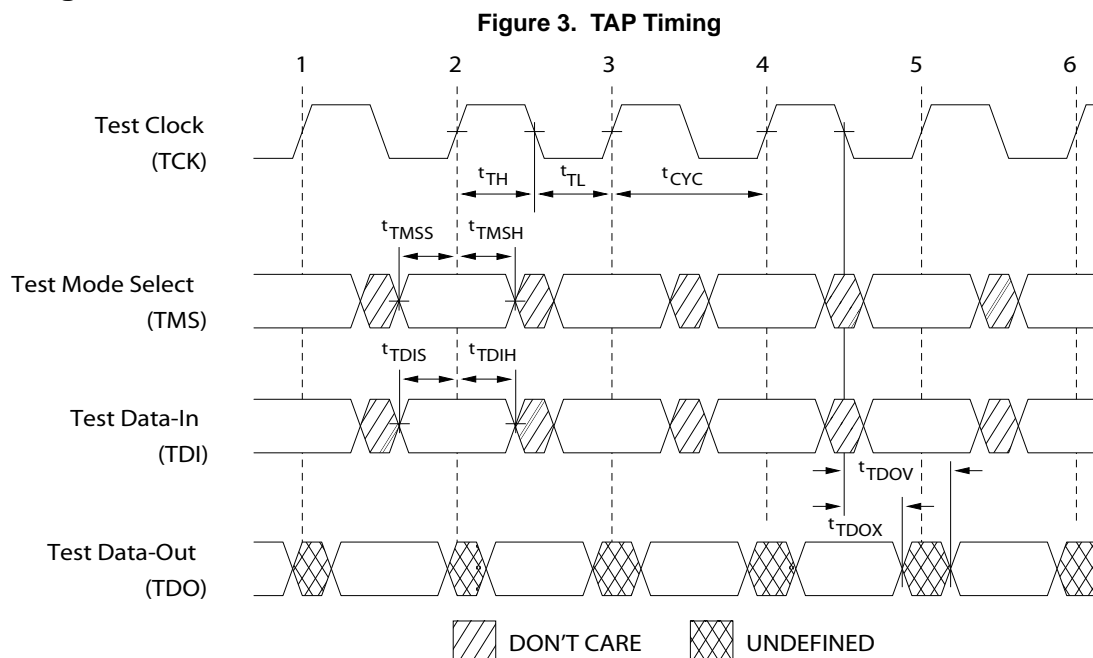 Figure 3. TAP Timing
1 2 3 4 5 6
Test Clock
(TCK)
tTH tTL tCYC
tTMSS tTMSH
Test Mode Select
(TMS)
tTDIS tTDIH
Test Data-In
(TDI)
tTDOV
tTDOX
Test Data-Out
(TDO)
DON'T CARE UNDEFINED